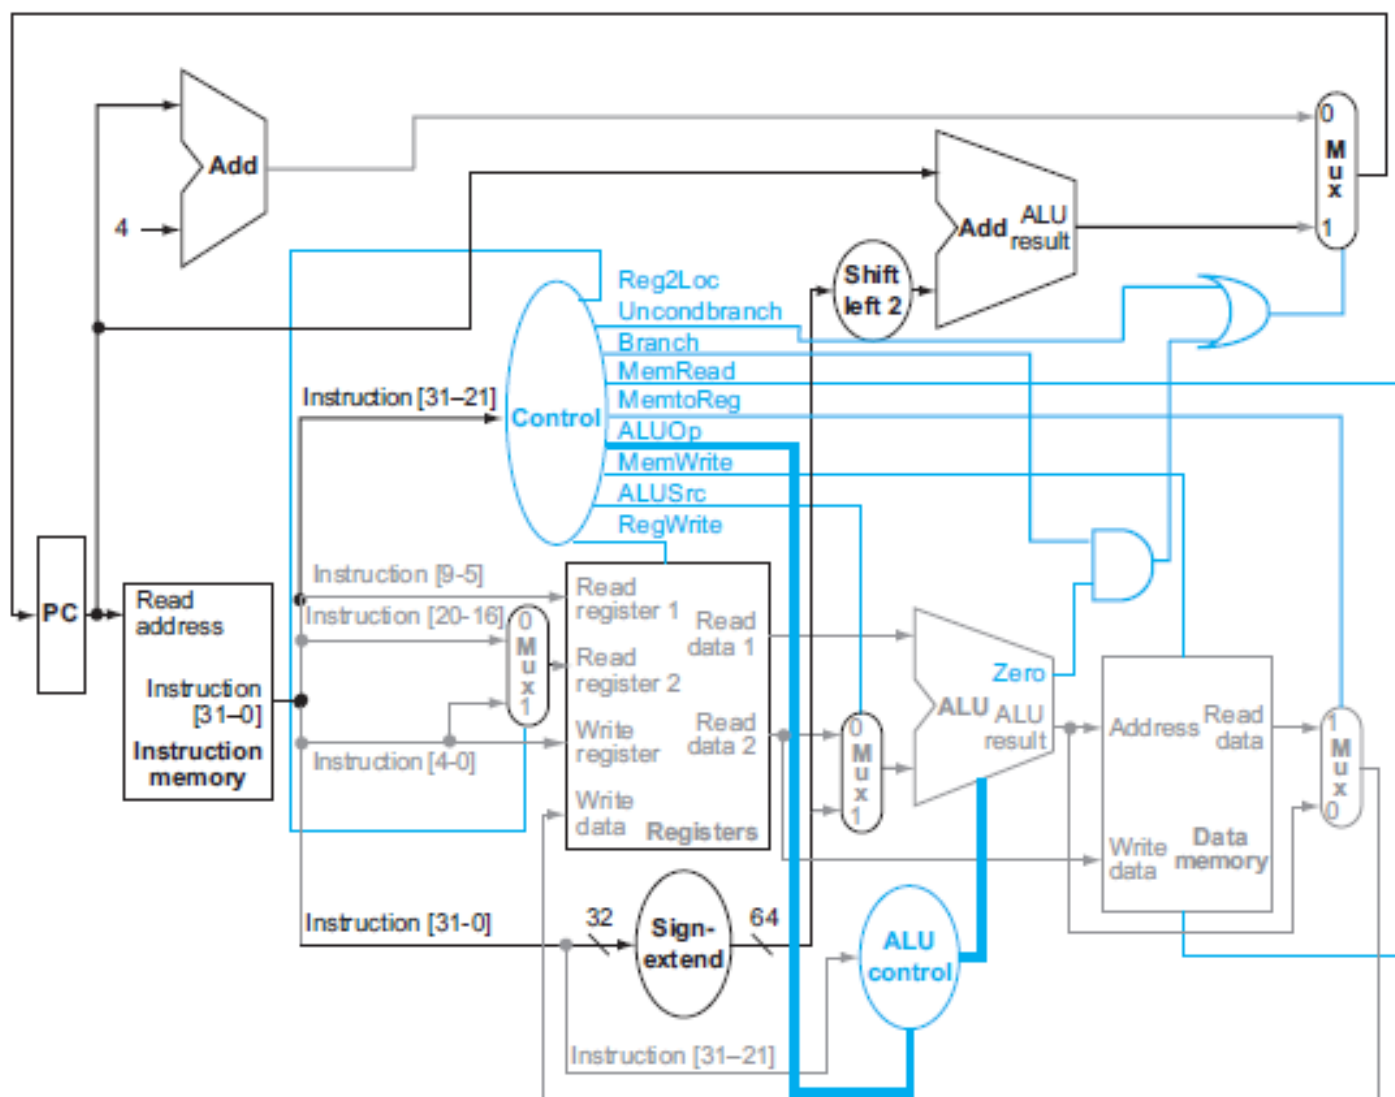 0
M
u
x
1
Add
4
Add
ALU
result
Shift
left 2
Reg2Loc
Uncondbranch
Branch
MemRead
MemtoReg
ALUOp
MemWrite
ALUSrc
RegWrite
Control
Instruction [31–21]
PC
Read
address
Instruction
[31–0]
Instruction
memory
Instruction [9-5]
Instruction [20-16]
Instruction [4-0]
0
M
u
x
1
Read
register 1
Read
register 2
Write
register
Write
data
Read
data 1
Read
data 2
Registers
0
M
u
x
1
Zero
ALU
ALU
result
Address
Read
data
Write
data
Data
memory
1
M
u
x
0
Instruction [31-0]
32
Sign-
extend
64
ALU
control
Instruction [31–21]